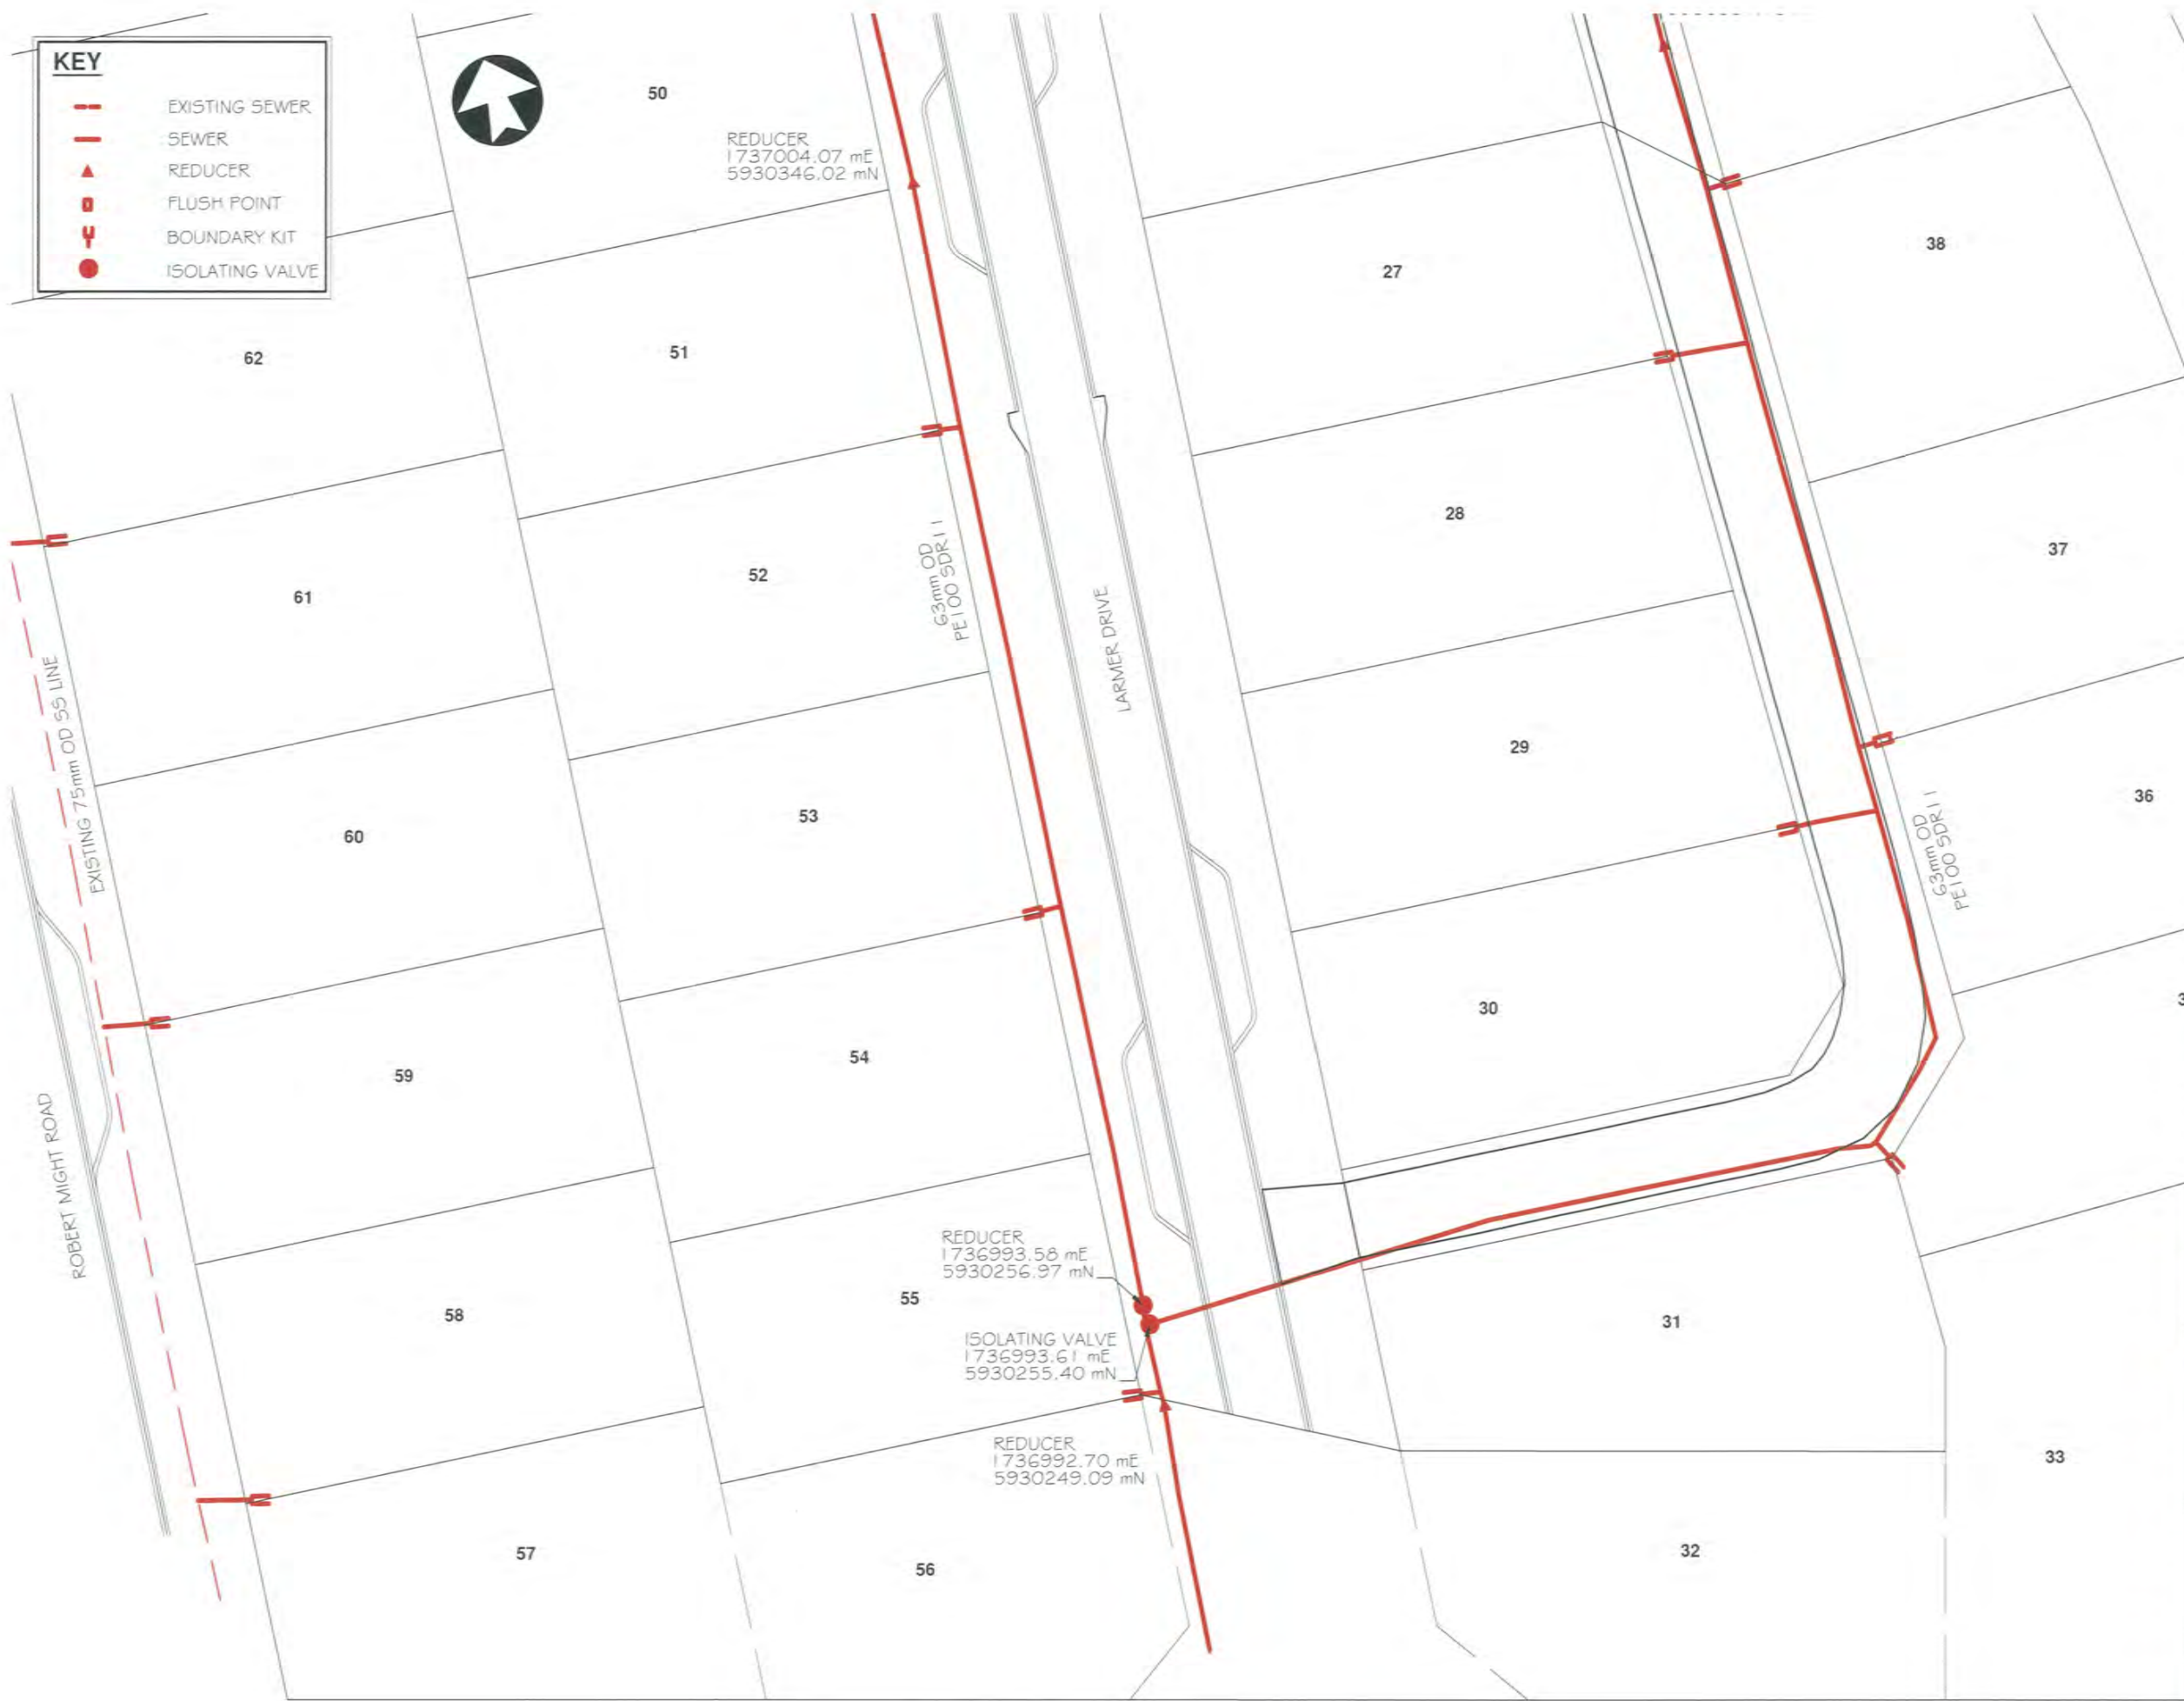 KEY
EXISTING SEWER
SEWER
REDUCER
FLUSH POINT
BOUNDARY KIT
ISOLATING VALVE
50
REDUCER
1737004.07 mE
5930346.02 mN
38
27
62
51
28
37
52
61
63mm OD
PE100 SDR11
LARMER DRIVE
EXISTING 75mm OD SS LINE
29
36
53
60
63mm OD
PE100 SDR11
30
54
59
ROBERT MIGHT ROAD
REDUCER
1736993.58 mE
5930256.97 mN
55
58
31
ISOLATING VALVE
1736993.61 mE
5930255.40 mN
REDUCER
1736992.70 mE
5930249.09 mN
33
57
56
32